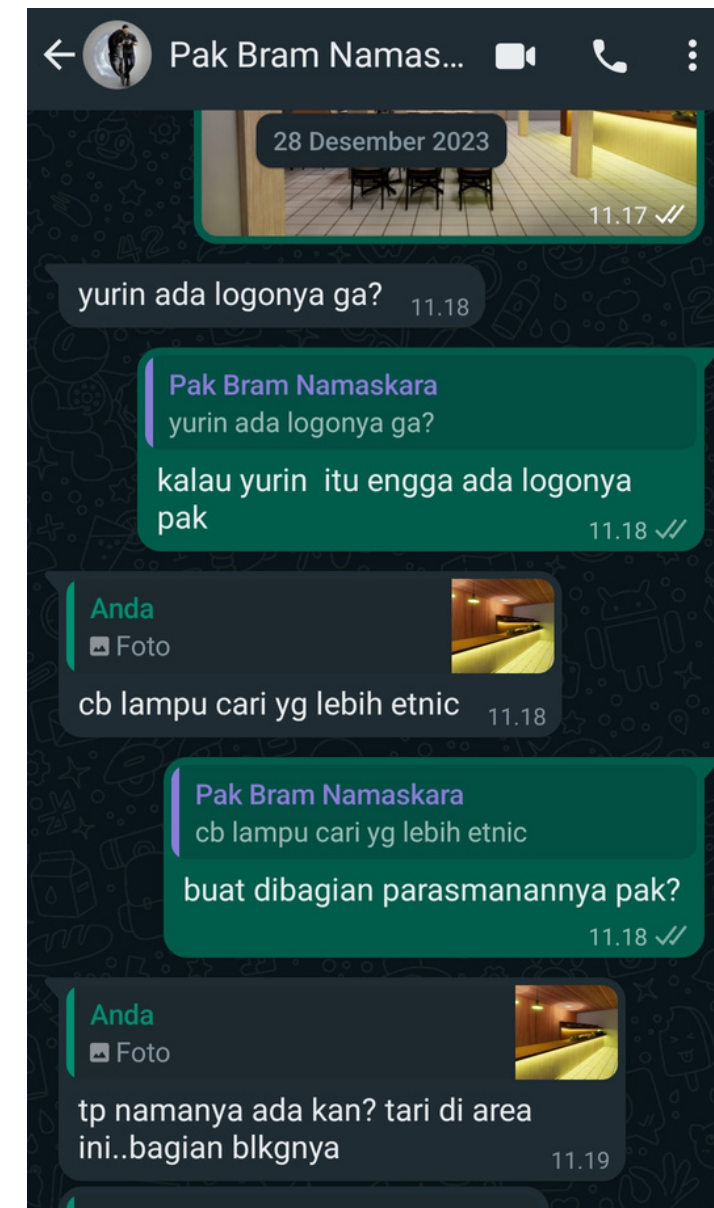 Pak Bram Namas...
28 Desember 2023
11.17
yurin ada logonya ga?
11.18
Pak Bram Namaskara
yurin ada logonya ga?
kalau yurin itu engga ada logonya
pak
11.18
Anda
Foto
cb lampu cari yg lebih etnic
11.18
Pak Bram Namaskara
cb lampu cari yg lebih etnic
buat dibagian parasmanannya pak?
11.18
Anda
Foto
tp namanya ada kan? tari di area
ini..bagian blkgnya
11.19